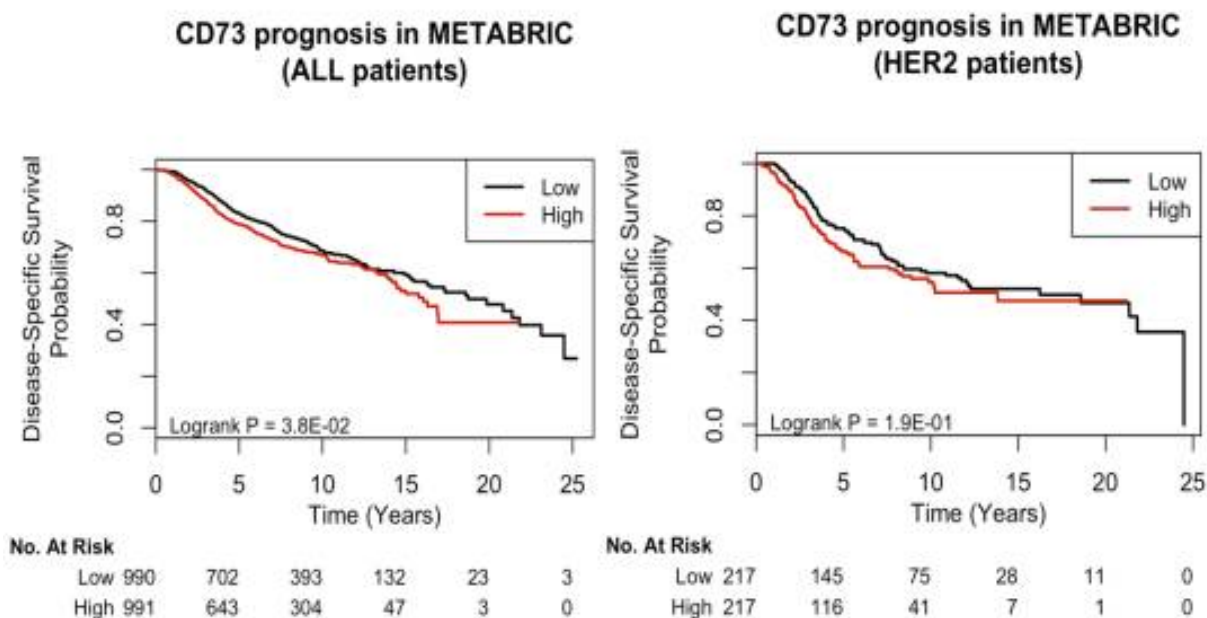 CD73 prognosis in METABRIC
(ALL patients)
Disease-Specific Survival
Probability
0.8
0.4
0.0
Low
High
Logrank P = 3.8E-02
0 5 10 15 20 25
Time (Years)
No. At Risk
Low 990 702 393 132 23 3
High 991 643 304 47 3 0
CD73 prognosis in METABRIC
(HER2 patients)
Disease-Specific Survival
Probability
0.8
0.4
0.0
Low
High
Logrank P = 1.9E-01
0 5 10 15 20 25
Time (Years)
No. At Risk
Low 217 145 75 28 11 0
High 217 116 41 7 1 0